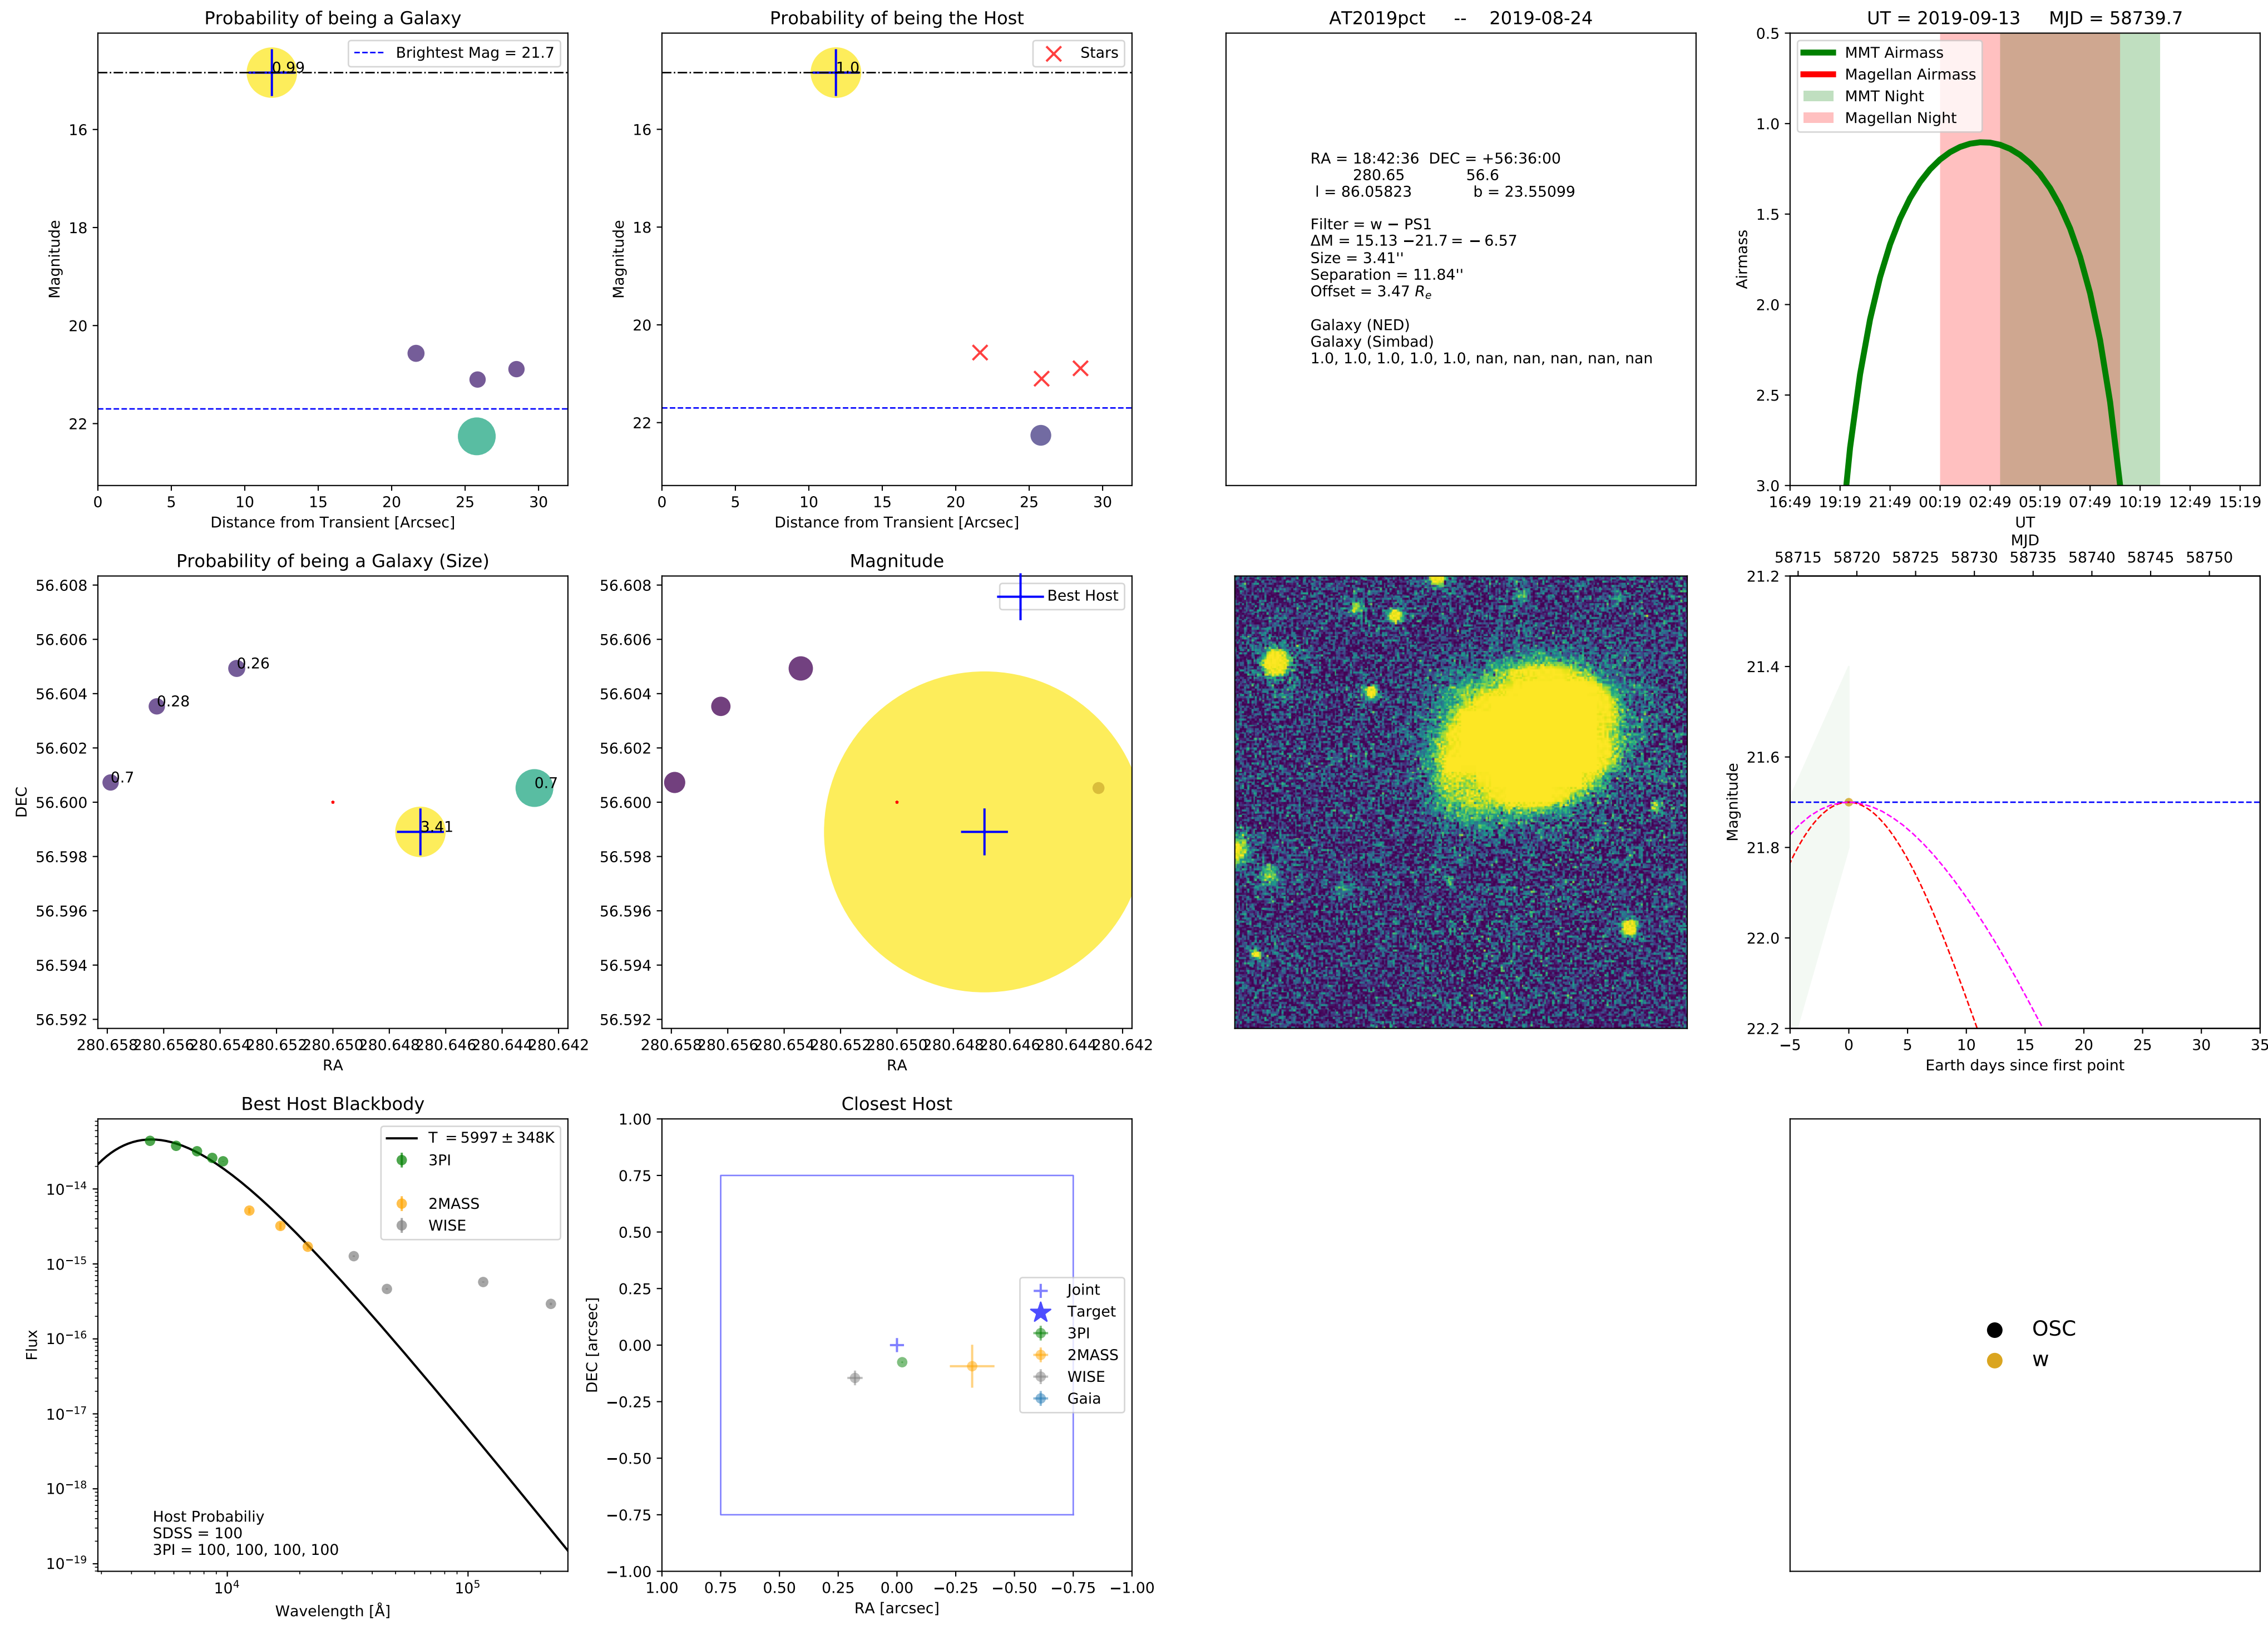 Probability of being a Galaxy
Brightest Mag = 21.7
0.99
Magnitude
16
18
20
22
0 5 10 15 20 25 30
Distance from Transient [Arcsec]
Probability of being the Host
Stars
1.0
Magnitude
16
18
20
22
0 5 10 15 20 25 30
Distance from Transient [Arcsec]
AT2019pct -- 2019-08-24
RA = 18:42:36 DEC = +56:36:00
280.65 56.6
l = 86.05823 b = 23.55099
Filter = w − PS1
ΔM = 15.13 −21.7 = − 6.57
Size = 3.41''
Separation = 11.84''
Offset = 3.47 Re
Galaxy (NED)
Galaxy (Simbad)
1.0, 1.0, 1.0, 1.0, 1.0, nan, nan, nan, nan, nan
UT = 2019-09-13 MJD = 58739.7
MMT Airmass
Magellan Airmass
MMT Night
Magellan Night
Airmass
0.5
1.0
1.5
2.0
2.5
3.0
16:49 19:19 21:49 00:19 02:49 05:19 07:49 10:19 12:49 15:19
UT
Probability of being a Galaxy (Size)
DEC
56.608
56.606
56.604
56.602
56.600
56.598
56.596
56.594
56.592
0.26
0.28
0.7
0.7
3.41
280.658 280.656 280.654 280.652 280.650 280.648 280.646 280.644 280.642
RA
Magnitude
Best Host
56.608
56.606
56.604
56.602
56.600
56.598
56.596
56.594
56.592
280.658 280.656 280.654 280.652 280.650 280.648 280.646 280.644 280.642
RA
MJD
58715 58720 58725 58730 58735 58740 58745 58750
Magnitude
21.2
21.4
21.6
21.8
22.0
22.2
−5 0 5 10 15 20 25 30 35
Earth days since first point
Best Host Blackbody
T = 5997 ± 348K
3PI
2MASS
WISE
Flux
10−14
10−15
10−16
10−17
10−18
10−19
Host Probabiliy
SDSS = 100
3PI = 100, 100, 100, 100
104 105
Wavelength [Å]
Closest Host
DEC [arcsec]
1.00
0.75
0.50
0.25
0.00
−0.25
−0.50
−0.75
−1.00
Joint
Target
3PI
2MASS
WISE
Gaia
1.00 0.75 0.50 0.25 0.00 −0.25 −0.50 −0.75 −1.00
RA [arcsec]
OSC
w